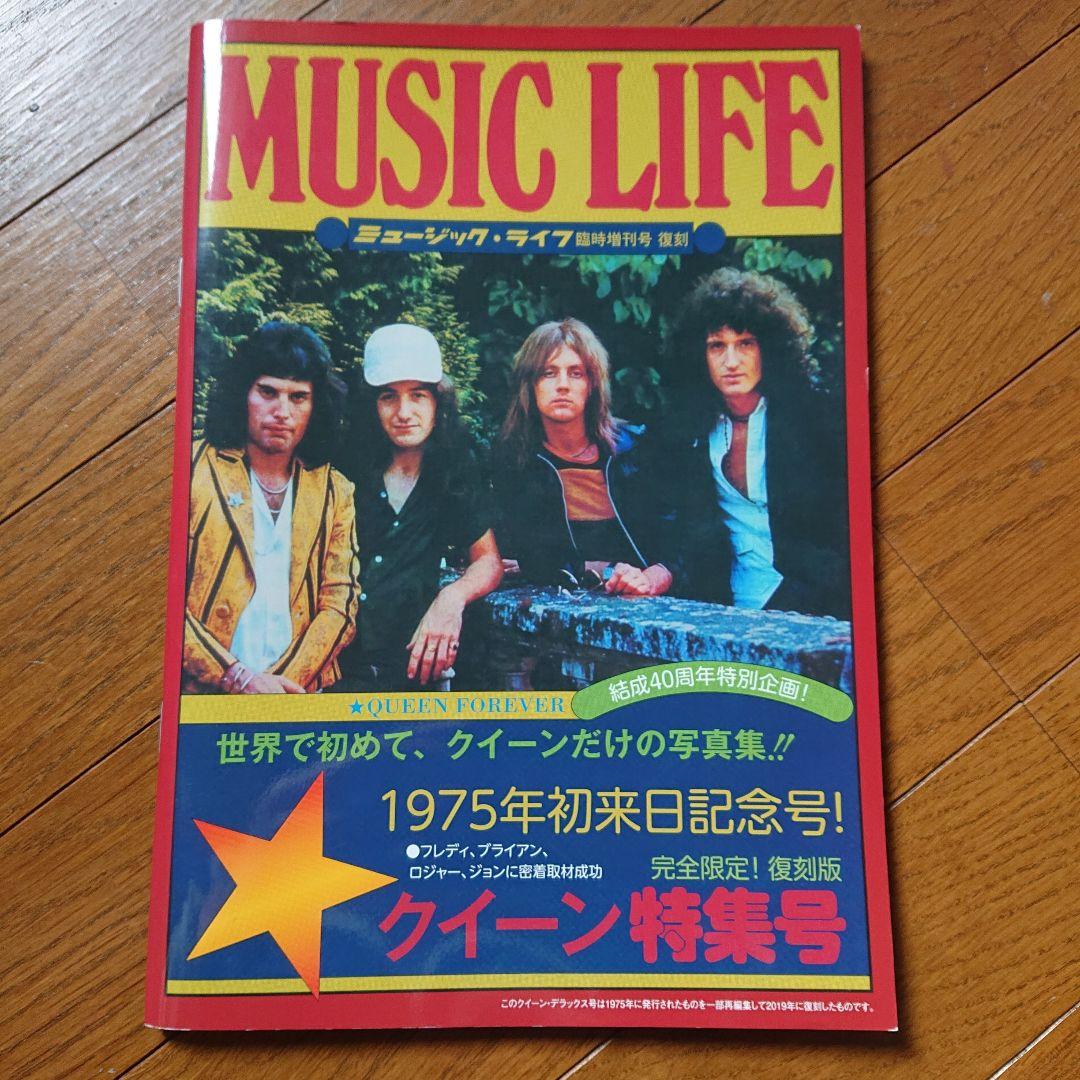 MUSIC LIFE
ミュージック・ライフ臨時増刊号 復刻
結成40周年特別企画!
★QUEEN FOREVER
世界で初めて、クイーンだけの写真集!!
1975年初来日記念号!
●フレディ、ブライアン、
ロジャー、ジョンに密着取材成功
完全限定! 復刻版
クイーン特集号
このクイーン・デラックス号は1975年に発行されたものを一部再編集して2019年に復刻したものです。